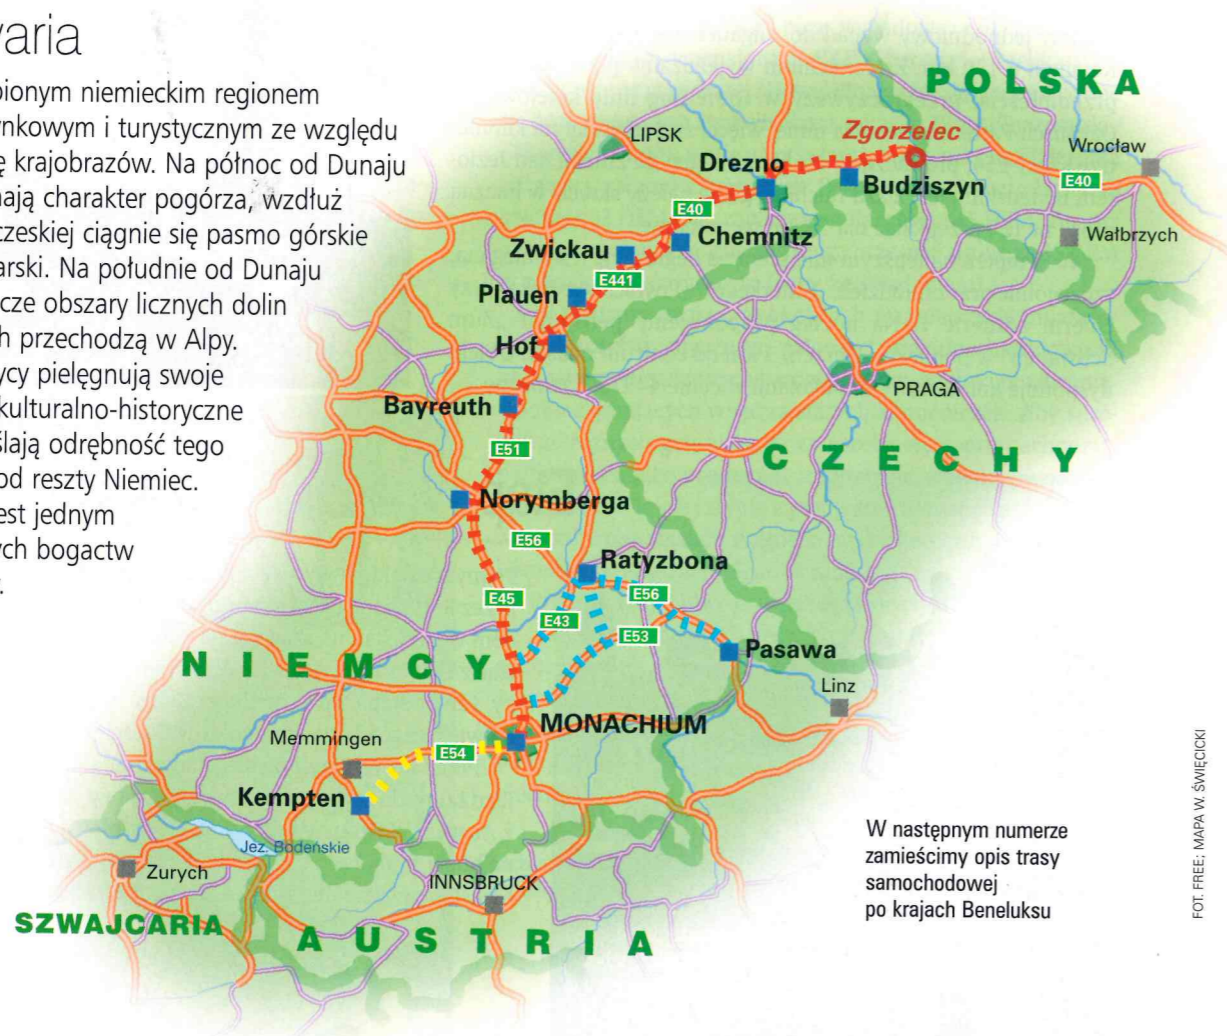 aria
ionym niemieckim regionem
ynkowym i turystycznym ze względu
ę krajobrazów. Na północ od Dunaju
ają charakter pogórza, wzdłuż
czeskiej ciągnie się pasmo górskie
arski. Na południe od Dunaju
cze obszary licznych dolin
h przechodzą w Alpy.
ycy pielęgnują swoje
kulturalno-historyczne
ślają odrębność tego
od reszty Niemiec.
est jednym
ych bogactw
.
POLSKA
LIPSK
Zgorzelec
Drezno
Wrocław
E40
Budziszyn
E40
Chemnitz
Wałbrzych
Zwickau
E441
Plauen
Hof
PRAGA
Bayreuth
E51
CZECHY
Norymberga
E56
Ratyzbona
E56
E45
E43
E53
NIEMCY
Pasawa
Linz
MONACHIUM
Memmingen
E54
Kempten
Jez. Bodeńskie
Zurych
INNSBRUCK
SZWAJCARIA
AUSTRIA
W następnym numerze
zamieścimy opis trasy
samochodowej
po krajach Beneluksu
FOT. FREE; MAPA W. ŚWIĘCICKI